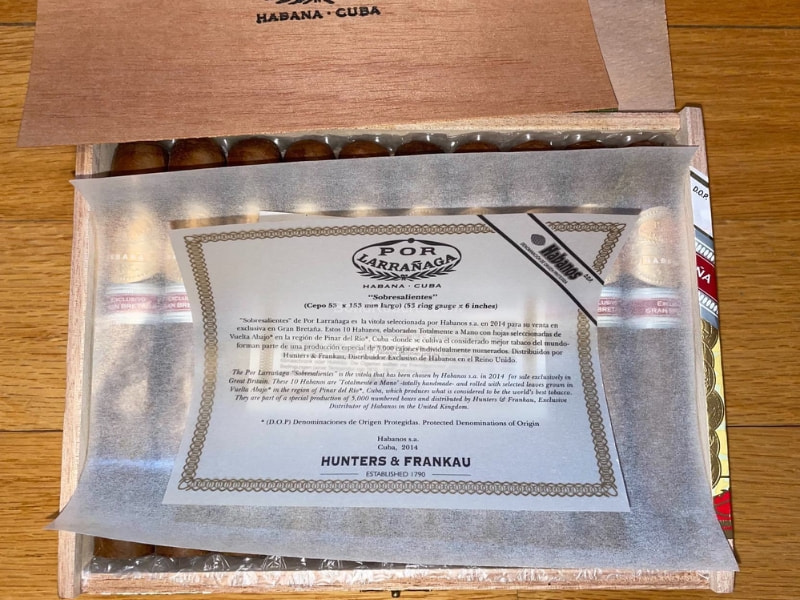 HABANA · CUBA
D.O.P.
Habanos s.a.
POR
LARRAÑAGA
HABANA · CUBA
"Sobresalientes"
(Cepo 53 x 153 mm largo) (53 ring gauge x 6 inches)
"Sobresalientes" de Por Larrañaga es la vitola seleccionada por Habanos s.a. en 2014 para su venta en
exclusiva en Gran Bretaña. Estos 10 Habanos, elaborados Totalmente a Mano con hojas seleccionadas de
Vuelta Abajo* en la región de Pinar del Río*, Cuba -donde se cultiva el considerado mejor tabaco del mundo-
forman parte de una producción especial de 5,000 cajones individualmente numerados. Distribuidos por
Hunters & Frankau, Distribuidor Exclusivo de Habanos en el Reino Unido.
The Por Larrañaga "Sobresalientes" is the vitola that has been chosen by Habanos s.a. in 2014 for sale exclusively in
Great Britain. These 10 Habanos are 'Totalmente a Mano' -totally handmade- and rolled with selected leaves grown in
Vuelta Abajo* in the region of Pinar del Río*, Cuba, which produces what is considered to be the world's best tobacco.
They are part of a special production of 5,000 numbered boxes and distributed by Hunters & Frankau, Exclusive
Distributor of Habanos in the United Kingdom.
* (D.O.P) Denominaciones de Origen Protegidas. Protected Denominations of Origin
Habanos s.a.
Cuba, 2014
HUNTERS & FRANKAU
ESTABLISHED 1790
EXCLUSIVO
GRAN BRET